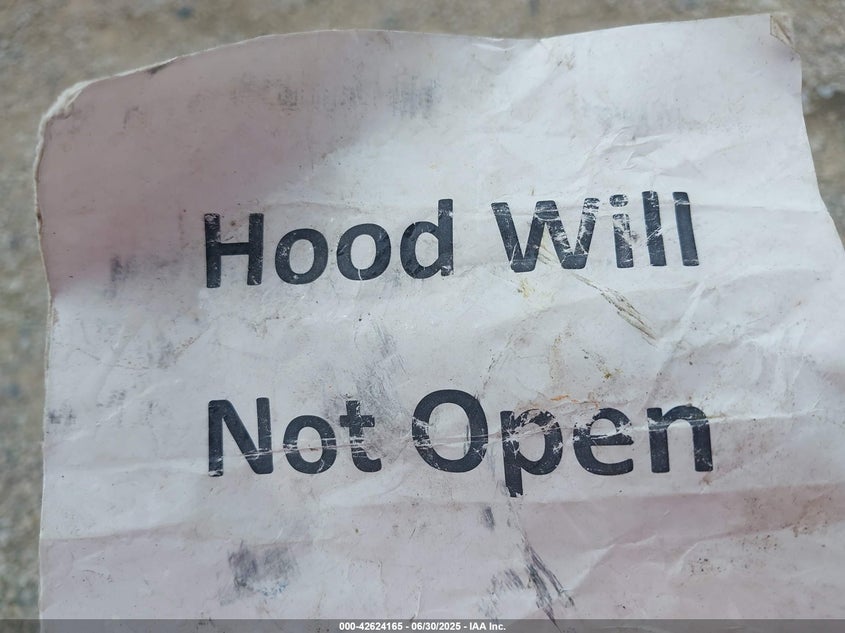 Hood Will
Not Open
000-42624165 - 06/30/2025 - IAA Inc.